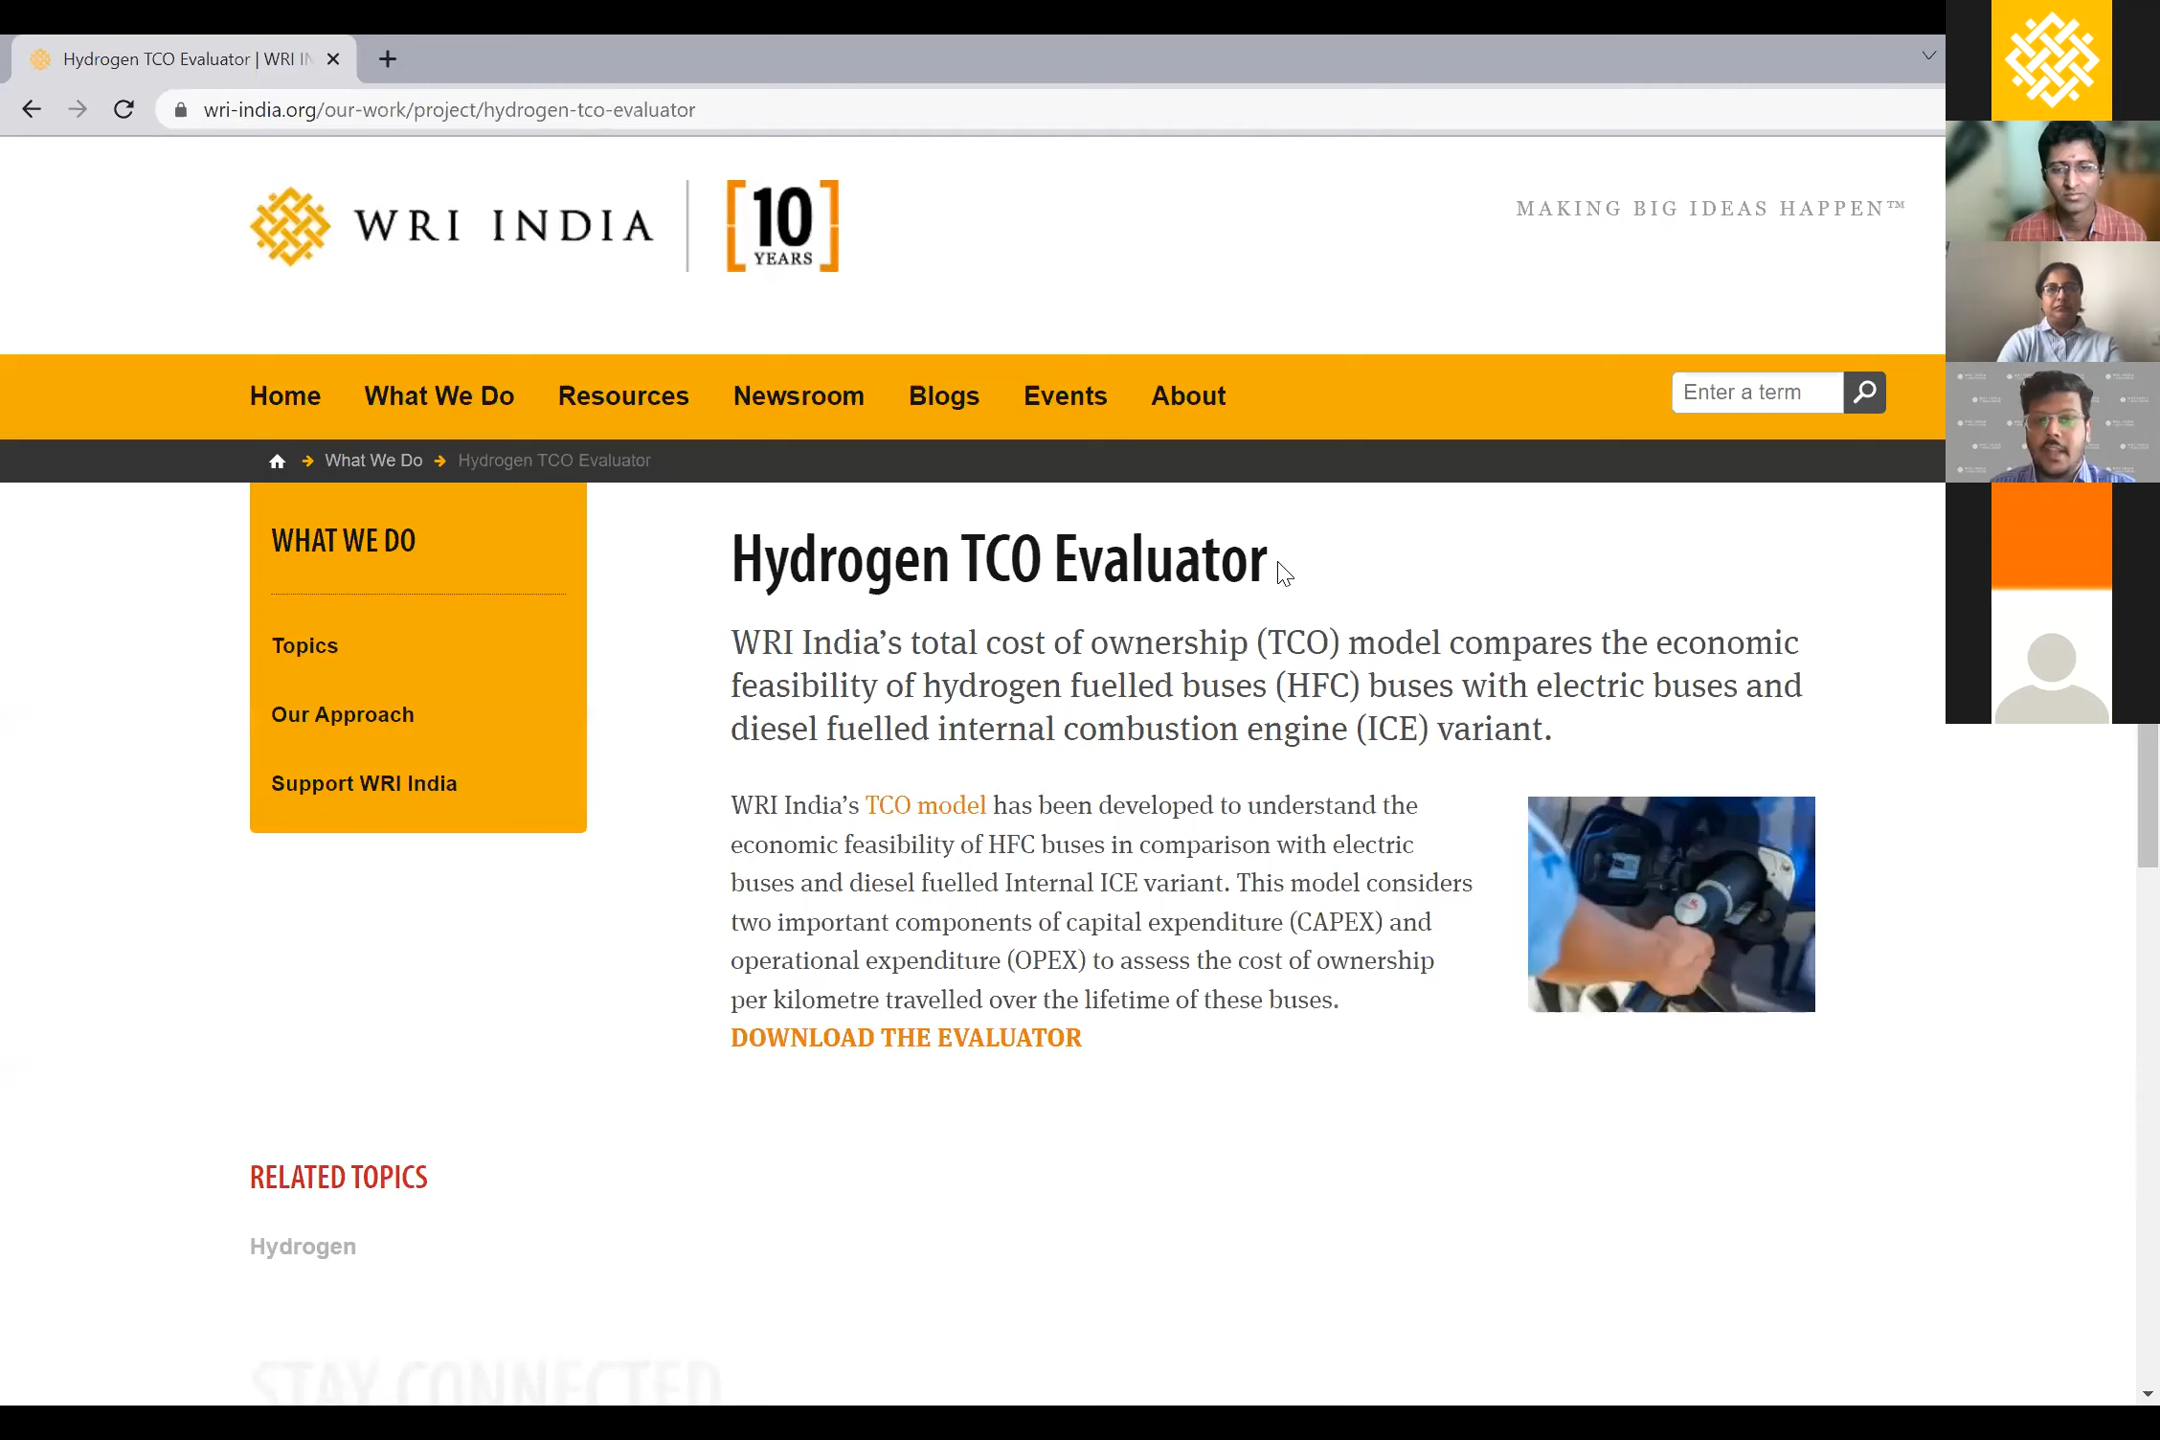 Hydrogen TCO Evaluator | WRI IN
wri-india.org/our-work/project/hydrogen-tco-evaluator
WRI INDIA
10
YEARS
MAKING BIG IDEAS HAPPEN™
Home What We Do Resources Newsroom Blogs Events About
Enter a term
What We Do Hydrogen TCO Evaluator
WHAT WE DO
Topics
Our Approach
Support WRI India
Hydrogen TCO Evaluator
WRI India’s total cost of ownership (TCO) model compares the economic
feasibility of hydrogen fuelled buses (HFC) buses with electric buses and
diesel fuelled internal combustion engine (ICE) variant.
WRI India’s TCO model has been developed to understand the
economic feasibility of HFC buses in comparison with electric
buses and diesel fuelled Internal ICE variant. This model considers
two important components of capital expenditure (CAPEX) and
operational expenditure (OPEX) to assess the cost of ownership
per kilometre travelled over the lifetime of these buses.
DOWNLOAD THE EVALUATOR
RELATED TOPICS
Hydrogen
STAY CONNECTED